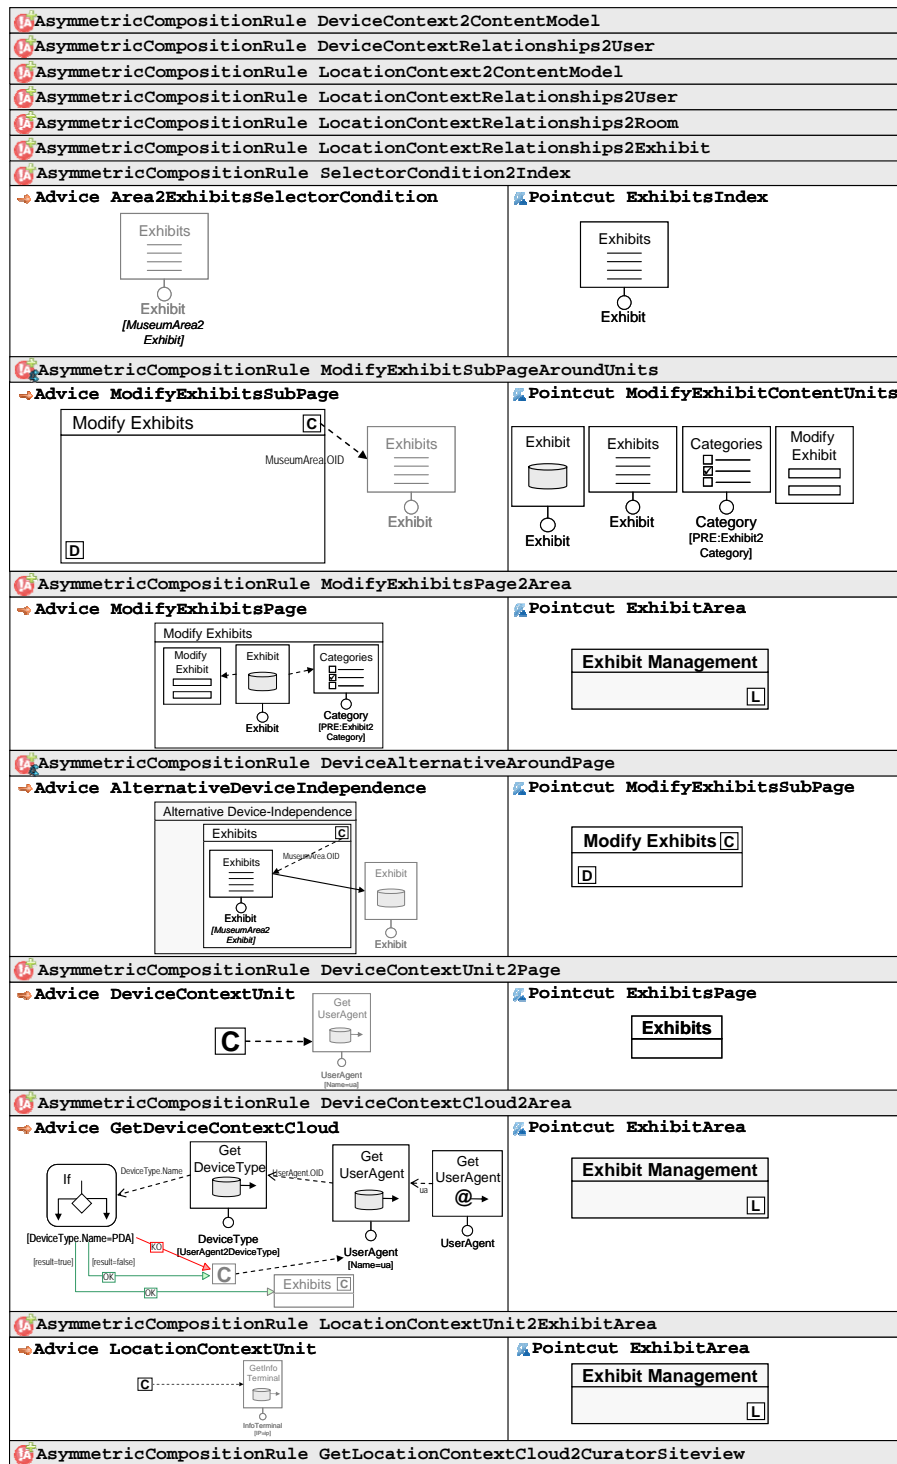 AsymmetricCompositionRule DeviceContext2ContentModel
AsymmetricCompositionRule DeviceContextRelationships2User
AsymmetricCompositionRule LocationContext2ContentModel
AsymmetricCompositionRule LocationContextRelationships2User
AsymmetricCompositionRule LocationContextRelationships2Room
AsymmetricCompositionRule LocationContextRelationships2Exhibit
AsymmetricCompositionRule SelectorCondition2Index
Advice Area2ExhibitsSelectorCondition
Exhibits
Exhibit
[MuseumArea2
Exhibit]
Pointcut ExhibitsIndex
Exhibits
Exhibit
AsymmetricCompositionRule ModifyExhibitSubPageAroundUnits
Advice ModifyExhibitsSubPage
Modify Exhibits
C
MuseumArea.OID
Exhibits
Exhibit
D
Pointcut ModifyExhibitContentUnits
Exhibit
Exhibit
Exhibits
Exhibit
Categories
Category
[PRE:Exhibit2
Category]
Modify
Exhibit
AsymmetricCompositionRule ModifyExhibitsPage2Area
Advice ModifyExhibitsPage
Modify Exhibits
Modify
Exhibit
Exhibit
Exhibit
Categories
Category
[PRE:Exhibit2
Category]
Pointcut ExhibitArea
Exhibit Management
L
AsymmetricCompositionRule DeviceAlternativeAroundPage
Advice AlternativeDeviceIndependence
Alternative Device-Independence
Exhibits
C
MuseumArea.OID
Exhibits
Exhibit
[MuseumArea2
Exhibit]
Exhibit
Exhibit
Pointcut ModifyExhibitsSubPage
Modify Exhibits
C
D
AsymmetricCompositionRule DeviceContextUnit2Page
Advice DeviceContextUnit
C
Get
UserAgent
UserAgent
[Name=ua]
Pointcut ExhibitsPage
Exhibits
AsymmetricCompositionRule DeviceContextCloud2Area
Advice GetDeviceContextCloud
If
[DeviceType.Name=PDA]
DeviceType.Name
Get
DeviceType
DeviceType
[UserAgent2DeviceType]
UserAgent.OID
Get
UserAgent
UserAgent
[Name=ua]
ua
Get
UserAgent
@
UserAgent
[result=true]
[result=false]
KO
OK
OK
C
Exhibits
C
Pointcut ExhibitArea
Exhibit Management
L
AsymmetricCompositionRule LocationContextUnit2ExhibitArea
Advice LocationContextUnit
C
GetInfo
Terminal
InfoTerminal
[IP=ip]
Pointcut ExhibitArea
Exhibit Management
L
AsymmetricCompositionRule GetLocationContextCloud2CuratorSiteview